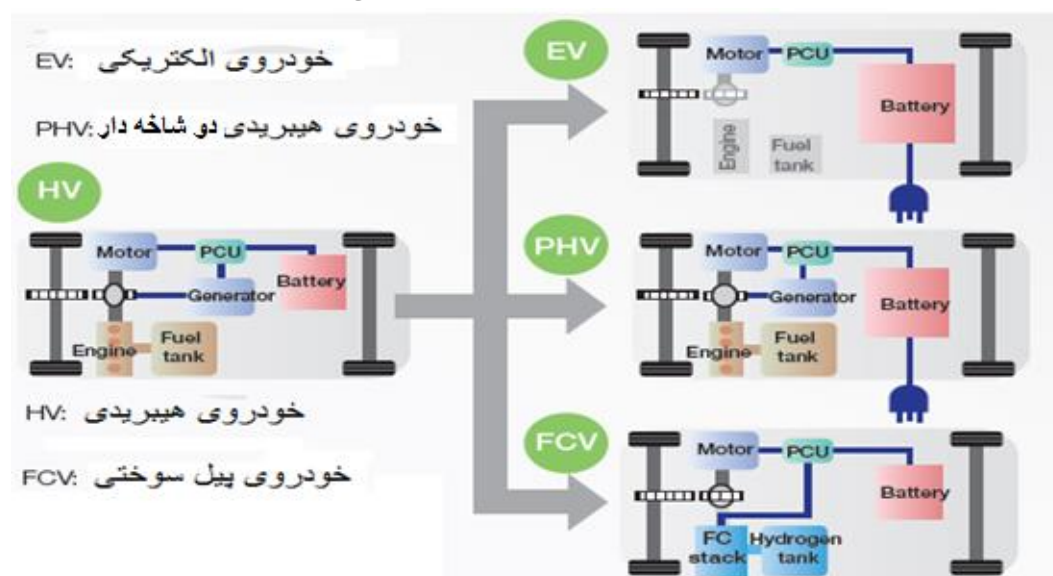 EV: خودروی الکتریکی
PHV: خودروی هیبریدی دو شاخه دار
HV
Motor
PCU
Battery
Generator
Engine
Fuel
tank
HV: خودروی هیبریدی
FCV: خودروی پیل سوختی
EV
Motor
PCU
Battery
Engine
Fuel
tank
PHV
Motor
PCU
Generator
Battery
Engine
Fuel
tank
FCV
Motor
PCU
Battery
FC
stack
Hydrogen
tank